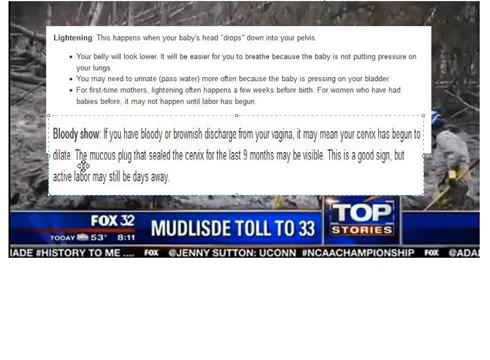 Lightening: This happens when your baby's head "drops" down into your pelvis.
• Your belly will look lower. It will be easier for you to breathe because the baby is not putting pressure on
your lungs.
• You may need to urinate (pass water) more often because the baby is pressing on your bladder.
• For first-time mothers, lightening often happens a few weeks before birth. For women who have had
babies before, it may not happen until labor has begun.
Bloody show: If you have bloody or brownish discharge from your vagina, it may mean your cervix has begun to
dilate. The mucous plug that sealed the cervix for the last 9 months may be visible. This is a good sign, but
active labor may still be days away.
FOX 32
TODAY 53° 8:11
MUDLISDE TOLL TO 33
TOP
STORIES
IADE #HISTORY TO ME .... FOX @JENNY SUTTON: UCONN #NCAACHAMPIONSHIP FOX @ADA